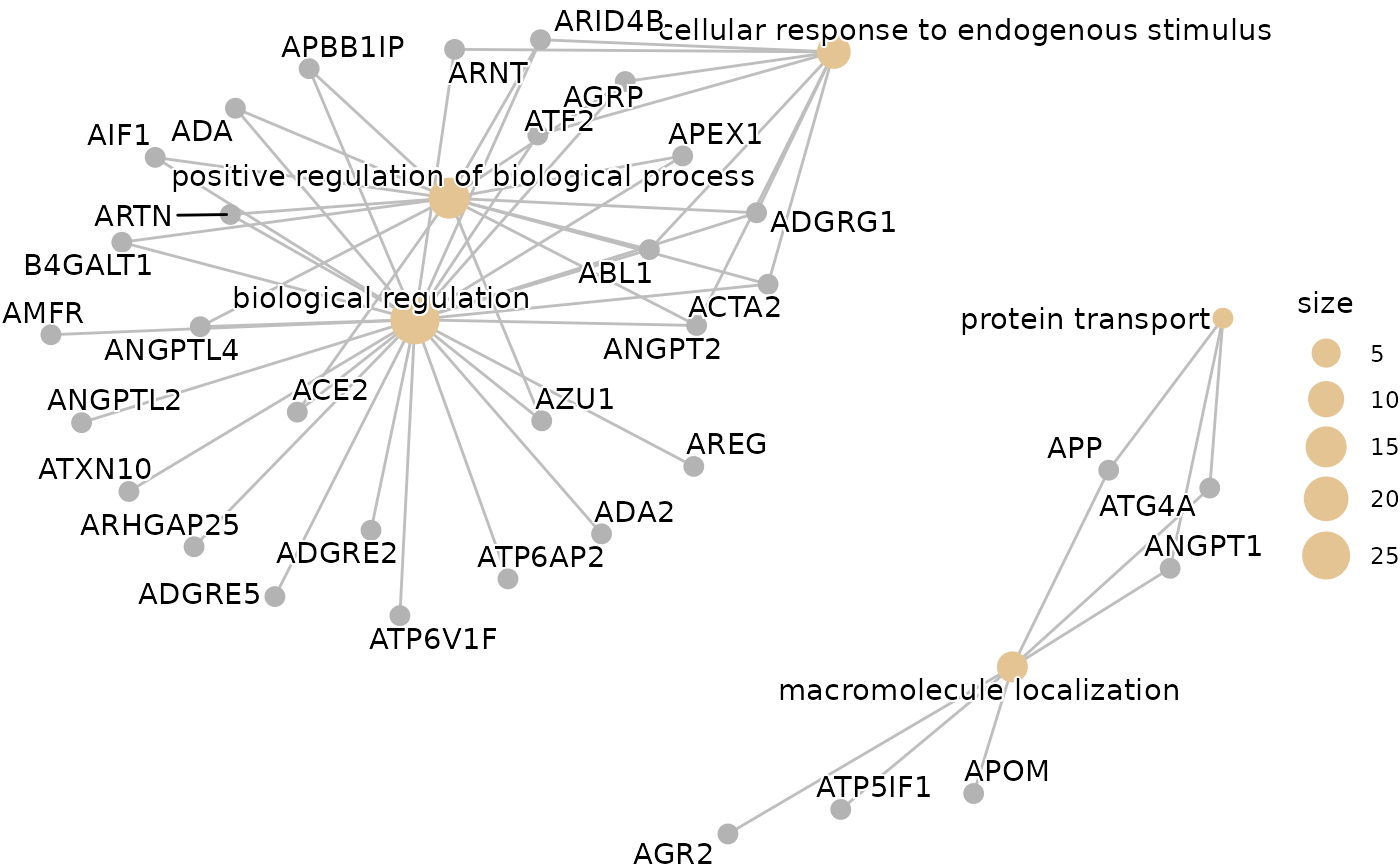 ARID4B
cellular response to endogenous stimulus
APBB1IP
ARNT
AGRP
ATF2
APEX1
AIF1
ADA
positive regulation of biological process
ARTN
ADGRG1
B4GALT1
ABL1
biological regulation
ACTA2
AMFR
ANGPTL4
ANGPT2
protein transport
size
5
10
15
20
25
ANGPTL2
ACE2
AZU1
AREG
APP
ATXN10
ATG4A
ARHGAP25
ADA2
ADGRE2
ATP6AP2
ANGPT1
ADGRE5
ATP6V1F
macromolecule localization
APOM
ATP5IF1
AGR2